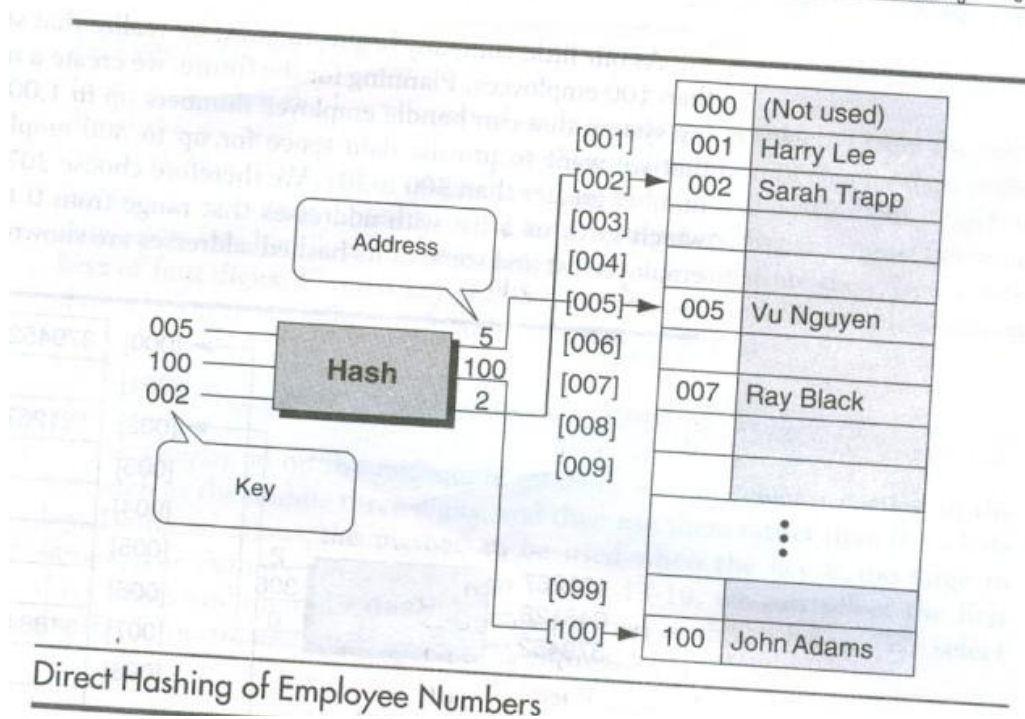 000 (Not used)
[001] 001 Harry Lee
[002] 002 Sarah Trapp
[003]
[004]
[005] 005 Vu Nguyen
[006]
[007] 007 Ray Black
[008]
[009]
[099]
[100] 100 John Adams
Address
005
100
002
Hash
5
100
2
Key
Direct Hashing of Employee Numbers